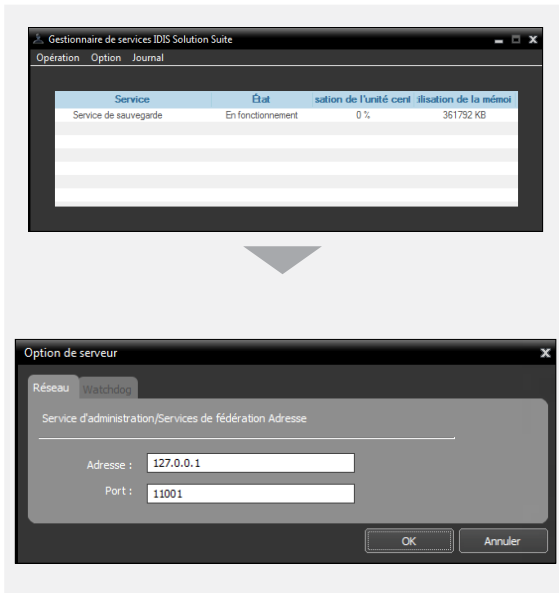 Gestionnaire de services IDIS Solution Suite
Opération Option Journal
Service État sation de l'unité cent ilisation de la mémoi
Service de sauvegarde En fonctionnement 0 % 361792 KB
Option de serveur
Réseau Watchdog
Service d'administration/Services de fédération Adresse
Adresse : 127.0.0.1
Port : 11001
OK Annuler